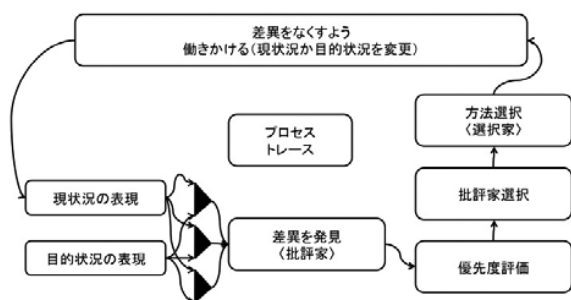 差異をなくすよう
働きかける(現状況か目的状況を変更)
方法選択
〈選択家〉
プロセス
トレース
批評家選択
現状況の表現
差異を発見
〈批評家〉
目的状況の表現
優先度評価